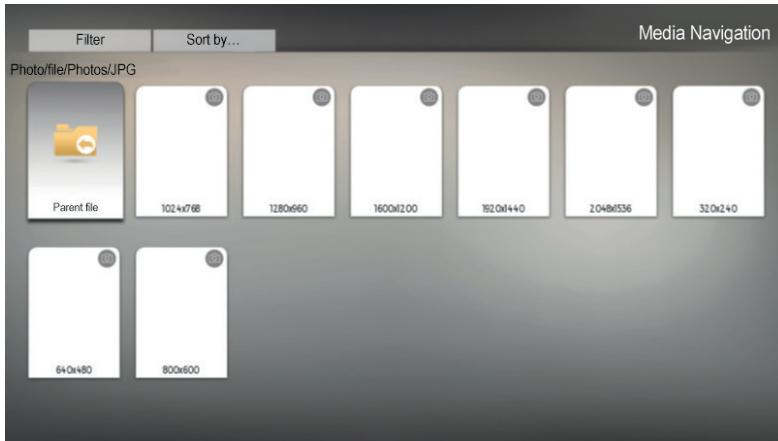 Filter
Sort by...
Media Navigation
Photo/file/Photos/JPG
Parent file
1024x768
1280x960
1600x1200
1920x1440
2048x1536
320x240
640x480
800x600